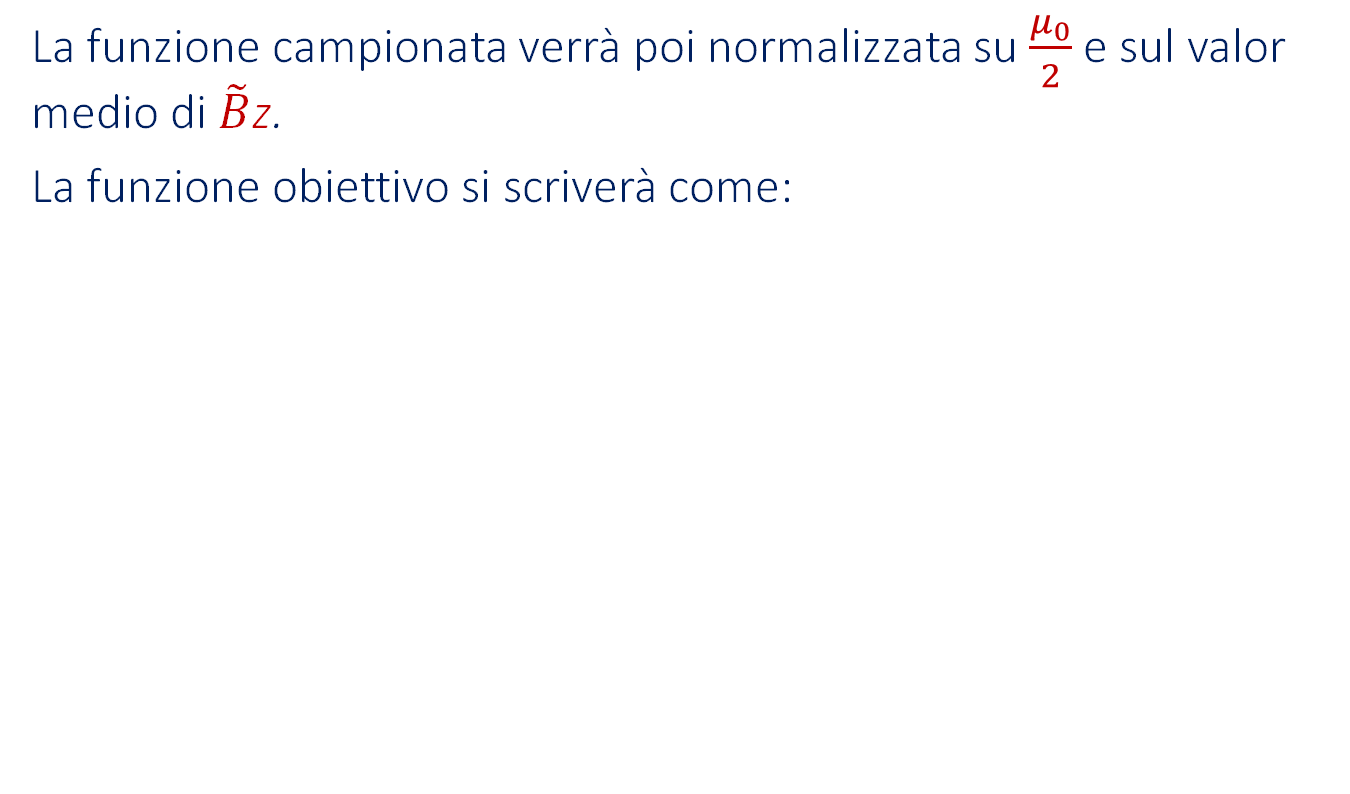 La funzione campionata verrà poi normalizzata su μ₀/2 e sul valor
medio di B̃z.
La funzione obiettivo si scriverà come: